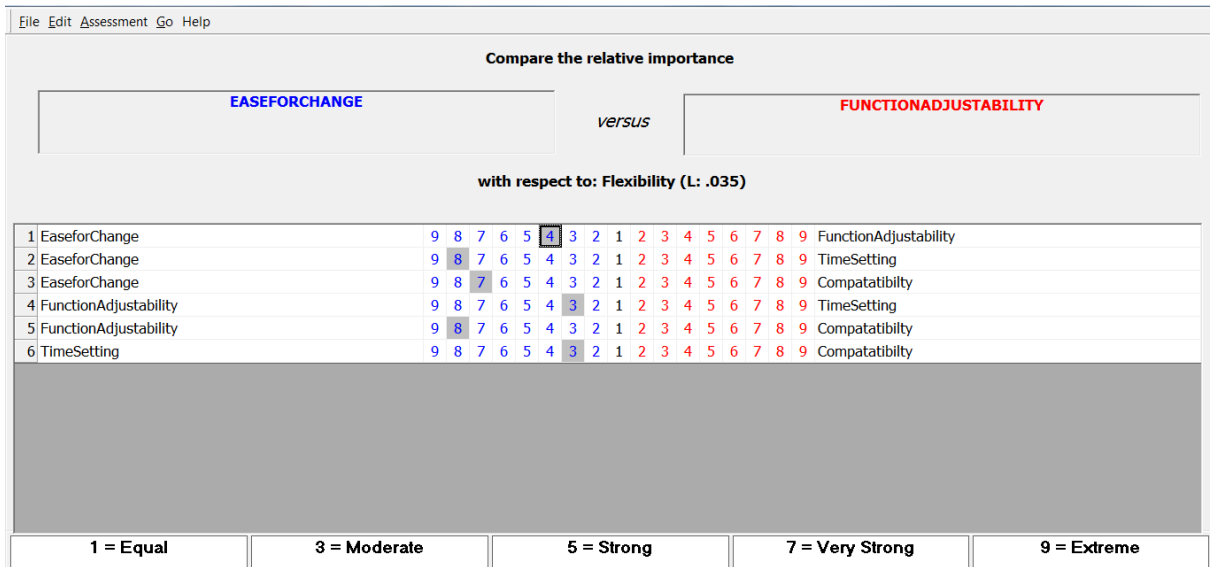 File Edit Assessment Go Help
Compare the relative importance
EASEFORCHANGE
versus
FUNCTIONADJUSTABILITY
with respect to: Flexibility (L: .035)
1 EaseforChange 9 8 7 6 5 4 3 2 1 2 3 4 5 6 7 8 9 FunctionAdjustability
2 EaseforChange 9 8 7 6 5 4 3 2 1 2 3 4 5 6 7 8 9 TimeSetting
3 EaseforChange 9 8 7 6 5 4 3 2 1 2 3 4 5 6 7 8 9 Compatatibilty
4 FunctionAdjustability 9 8 7 6 5 4 3 2 1 2 3 4 5 6 7 8 9 TimeSetting
5 FunctionAdjustability 9 8 7 6 5 4 3 2 1 2 3 4 5 6 7 8 9 Compatatibilty
6 TimeSetting 9 8 7 6 5 4 3 2 1 2 3 4 5 6 7 8 9 Compatatibilty
1 = Equal 3 = Moderate 5 = Strong 7 = Very Strong 9 = Extreme